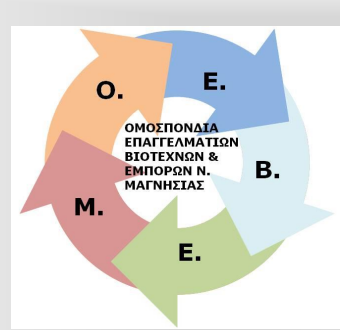 Ο.
Ε.
Β.
Ε.
Μ.
ΟΜΟΣΠΟΝΔΙΑ
ΕΠΑΓΓΕΛΜΑΤΙΩΝ
ΒΙΟΤΕΧΝΩΝ &
ΕΜΠΟΡΩΝ Ν.
ΜΑΓΝΗΣΙΑΣ